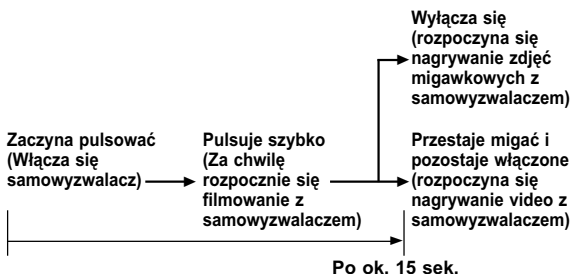 Wyłącza się
(rozpoczyna się
nagrywanie zdjęć
migawkowych z
samowyzwalaczem)
Zaczyna pulsować
(Włącza się
samowyzwalacz)
Pulsuje szybko
(Za chwilę
rozpocznie się
filmowanie z
samowyzwalaczem)
Przestaje migać i
pozostaje włączone
(rozpoczyna się
nagrywanie video z
samowyzwalaczem)
Po ok. 15 sek.